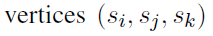 vertices (s_i, s_j, s_k)